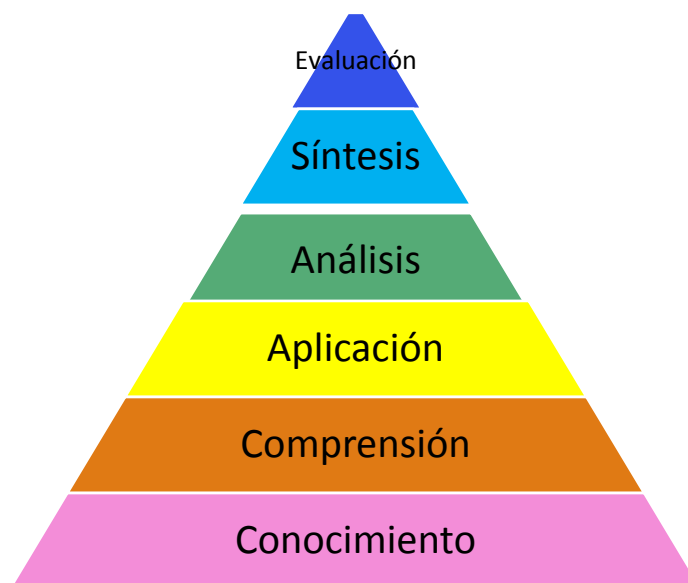 Evaluación
Síntesis
Análisis
Aplicación
Comprensión
Conocimiento